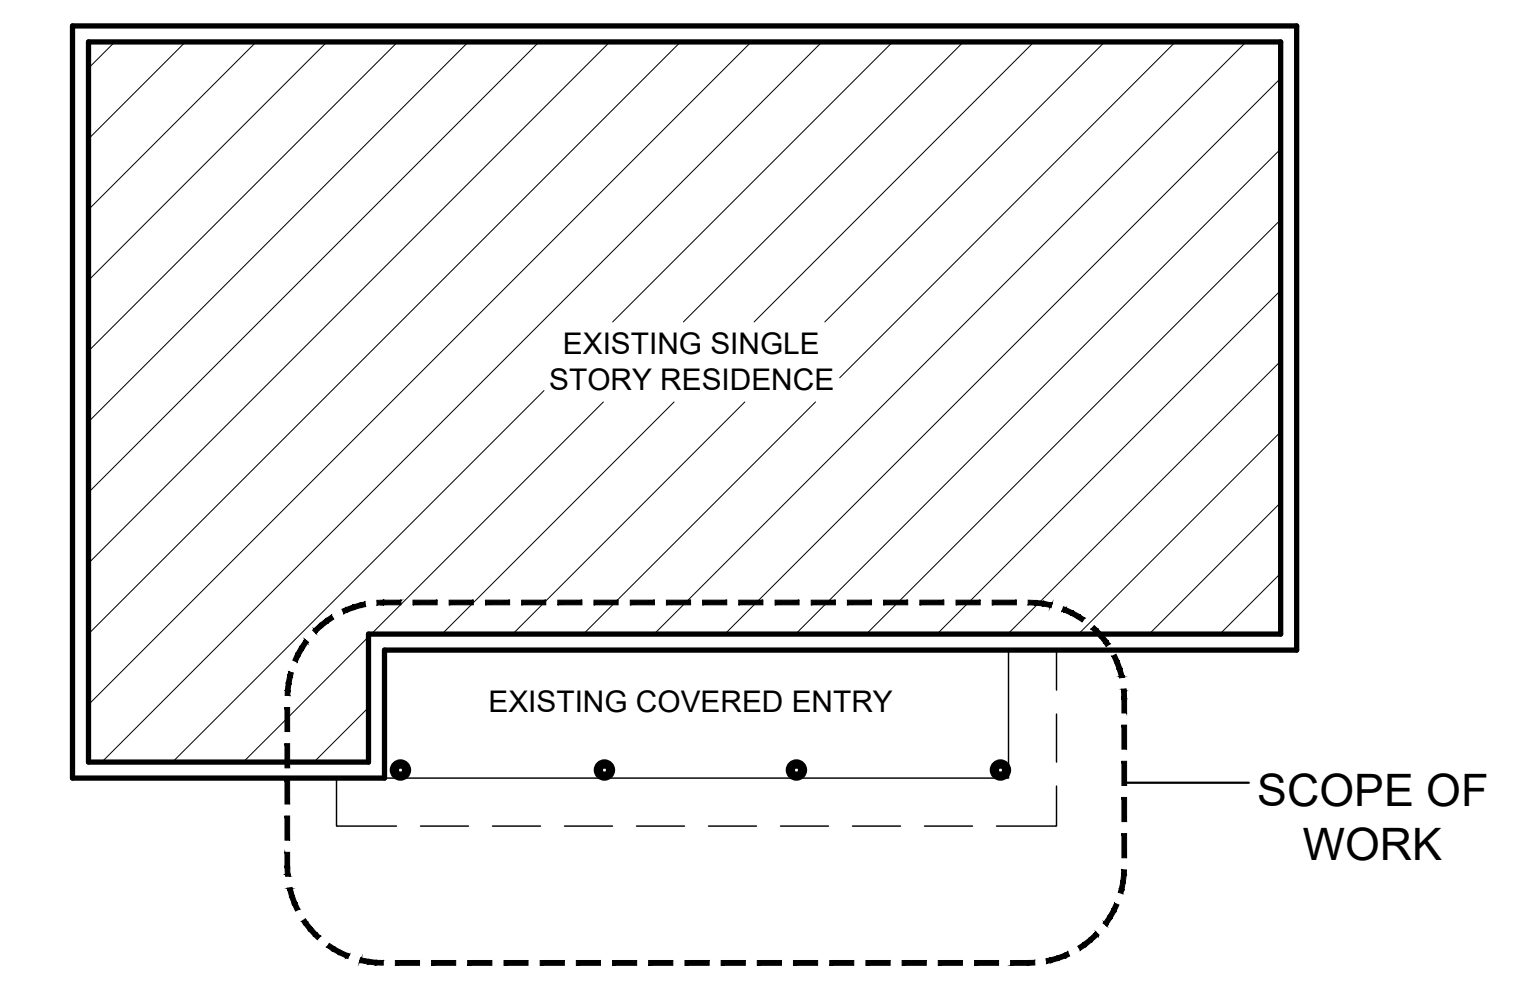 EXISTING SINGLE
STORY RESIDENCE
EXISTING COVERED ENTRY
SCOPE OF
WORK